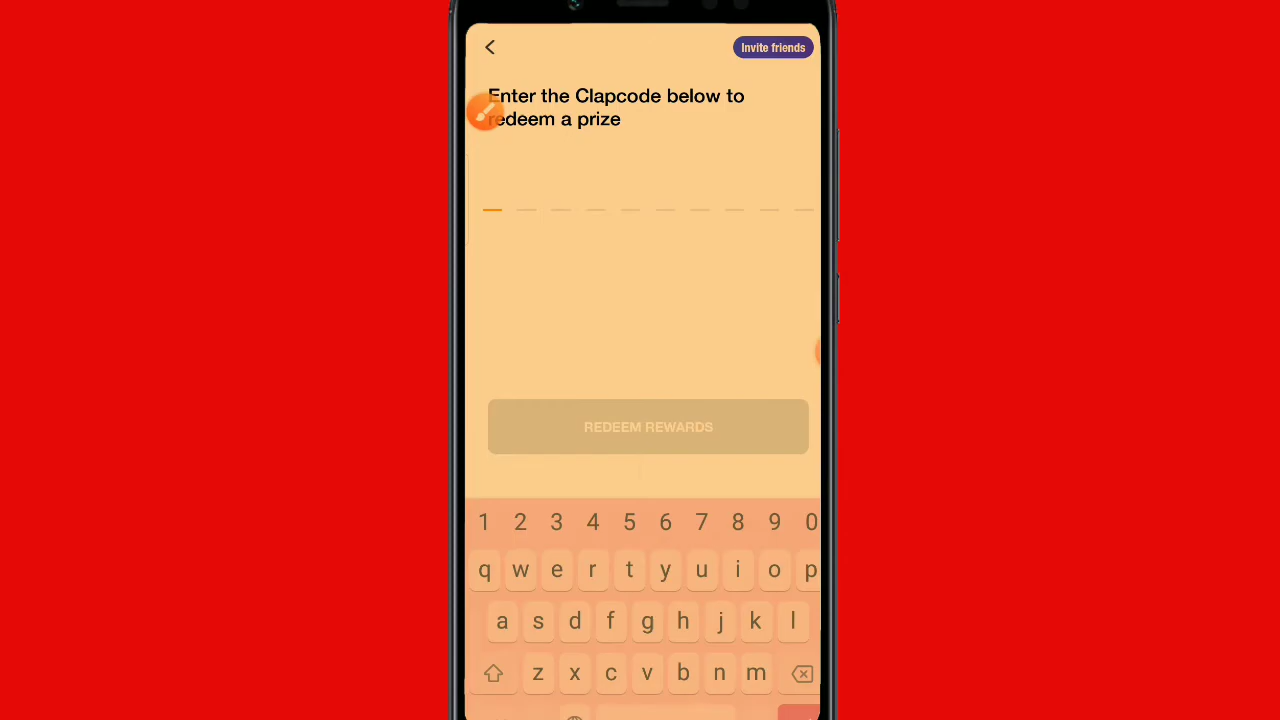 Invite friends
Enter the Clapcode below to
redeem a prize
REDEEM REWARDS
1 2 3 4 5 6 7 8 9 0
q w e r t y u i o p
a s d f g h j k l
z x c v b n m